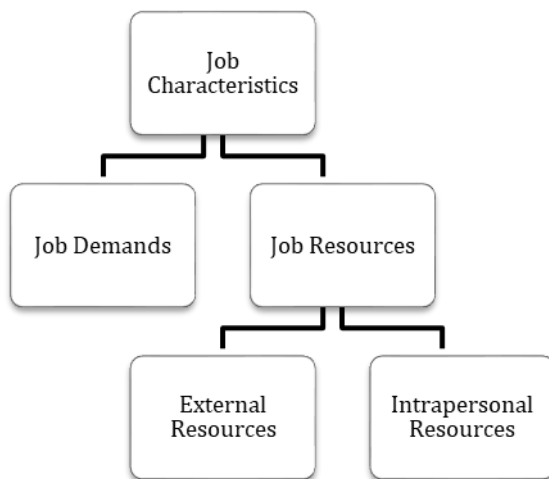 Job
Characteristics
Job Demands
Job Resources
External
Resources
Intrapersonal
Resources